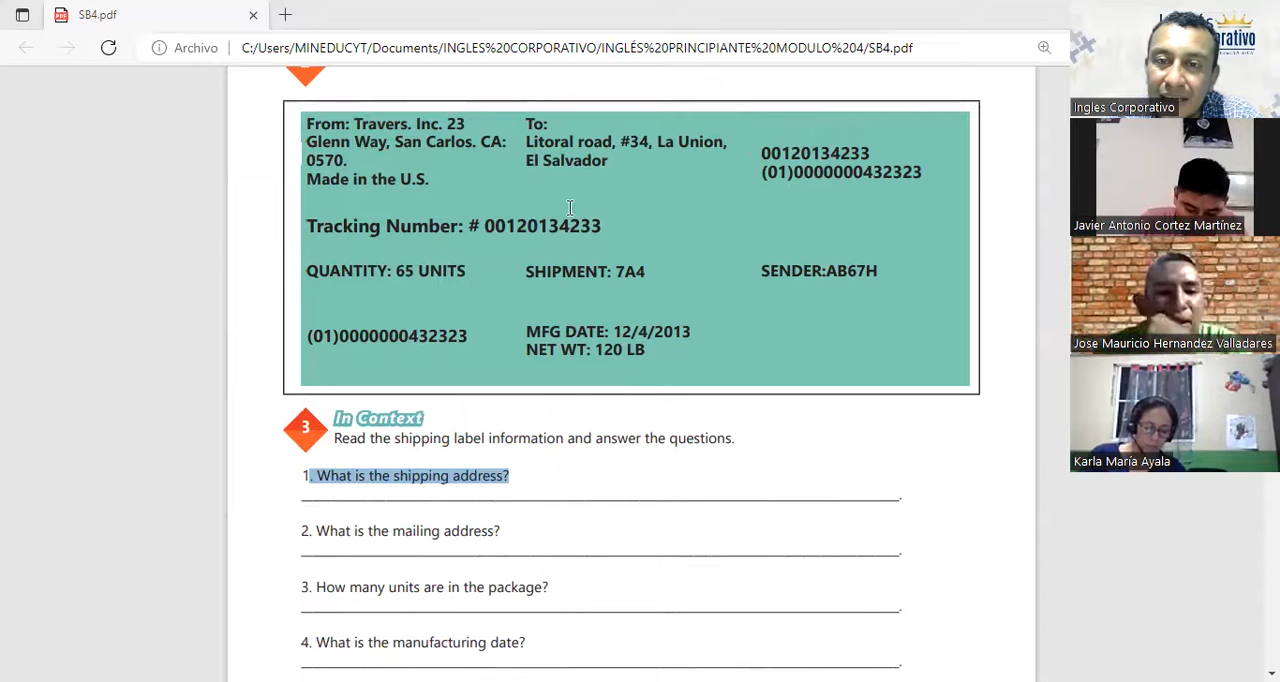 SB4.pdf
Archivo
C:/Users/MINEDUCYT/Documents/INGLES%20CORPORATIVO/INGLÉS%20PRINCIPIANTE%20MODULO%204/SB4.pdf
From: Travers. Inc. 23
Glenn Way, San Carlos. CA:
0570.
Made in the U.S.
To:
Litoral road, #34, La Union,
El Salvador
00120134233
(01)0000000432323
Tracking Number: # 00120134233
QUANTITY: 65 UNITS
SHIPMENT: 7A4
SENDER:AB67H
(01)0000000432323
MFG DATE: 12/4/2013
NET WT: 120 LB
3
In Context
Read the shipping label information and answer the questions.
1. What is the shipping address?
2. What is the mailing address?
3. How many units are in the package?
4. What is the manufacturing date?
Ingles Corporativo
Javier Antonio Cortez Martínez
Jose Mauricio Hernandez Valladares
Karla María Ayala